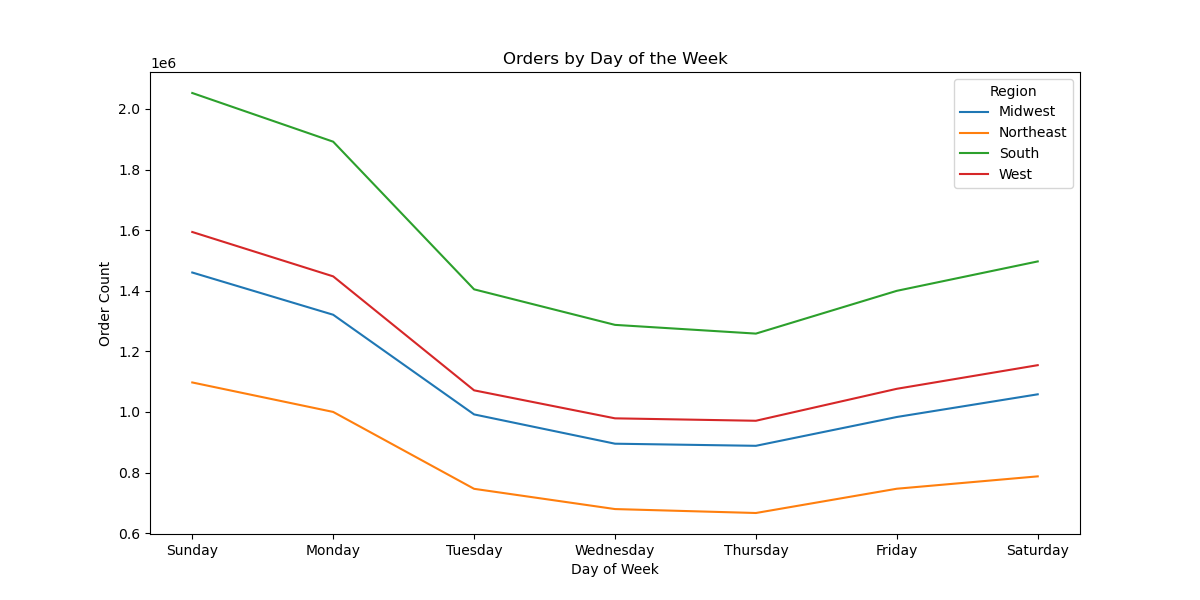 Orders by Day of the Week
1e6
Region
Midwest
Northeast
South
West
2.0
1.8
1.6
1.4
1.2
1.0
0.8
0.6
Order Count
Sunday Monday Tuesday Wednesday Thursday Friday Saturday
Day of Week